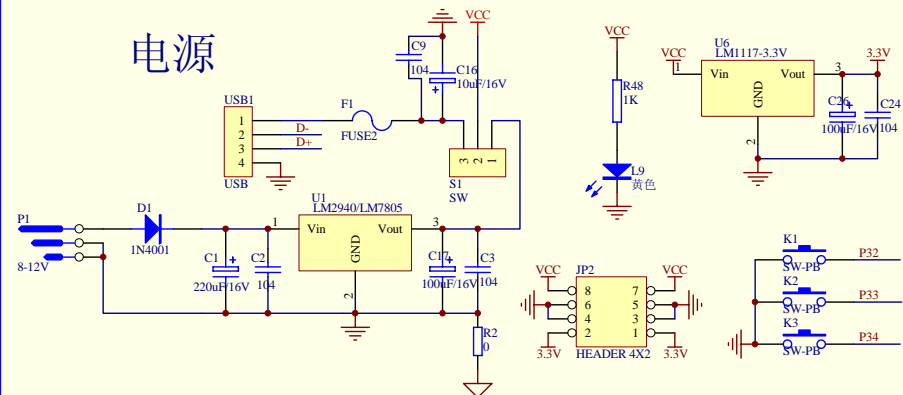 电源
VCC
C9
104
C16
10uF/16V
USB1
1
2
3
4
D-
D+
USB
F1
FUSE2
3
2
1
S1
SW
VCC
R48
1K
L9
黄色
U6
LM1117-3.3V
VCC
1
Vin
Vout
GND
3
2
3.3V
C26
100uF/16V
C24
104
P1
8-12V
D1
1N4001
C1
220uF/16V
C2
104
U1
LM2940/LM7805
1
Vin
Vout
GND
3
2
C17
100uF/16V
C3
104
R2
0
JP2
VCC
VCC
8 7
6 5
4 3
2 1
3.3V
3.3V
HEADER 4X2
K1
SW-PB
P32
K2
SW-PB
P33
K3
SW-PB
P34